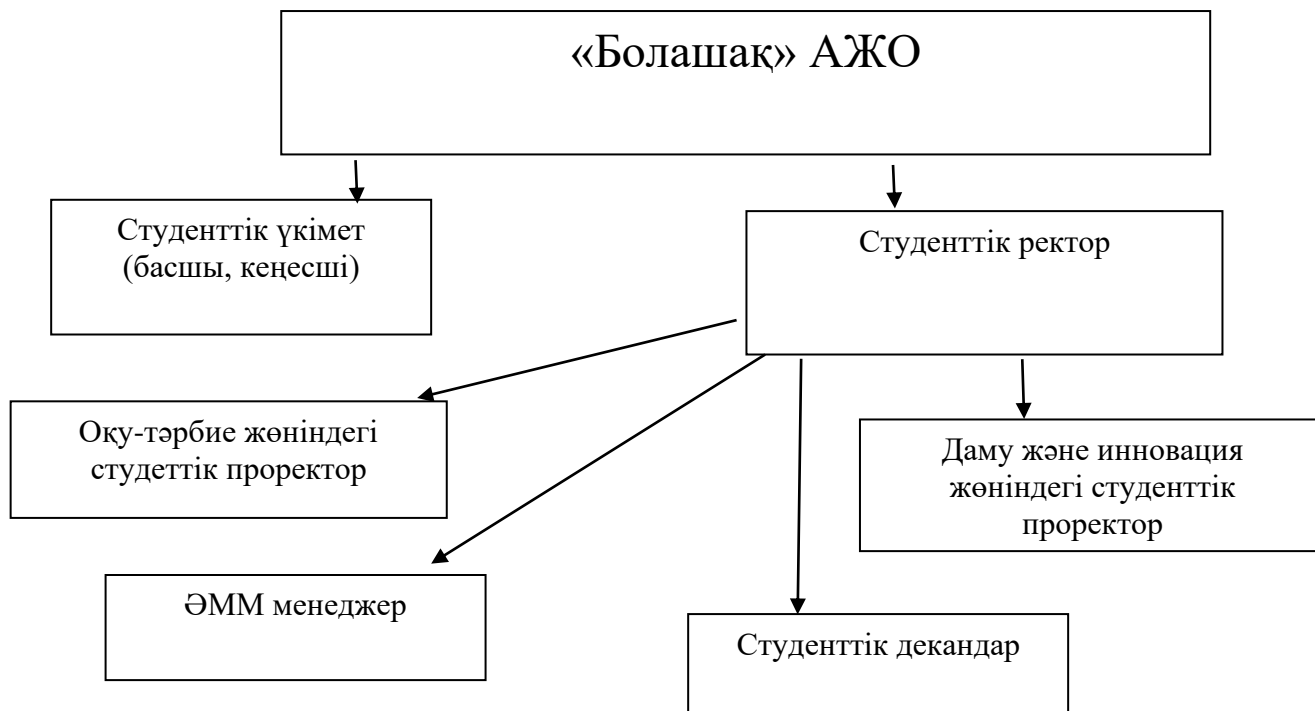 «Болашақ» АЖО
Студенттік үкімет
(басшы, кеңесші)
Студенттік ректор
Оқу-тәрбие жөніндегі
студеттік проректор
Даму және инновация
жөніндегі студенттік
проректор
ӘММ менеджер
Студенттік декандар